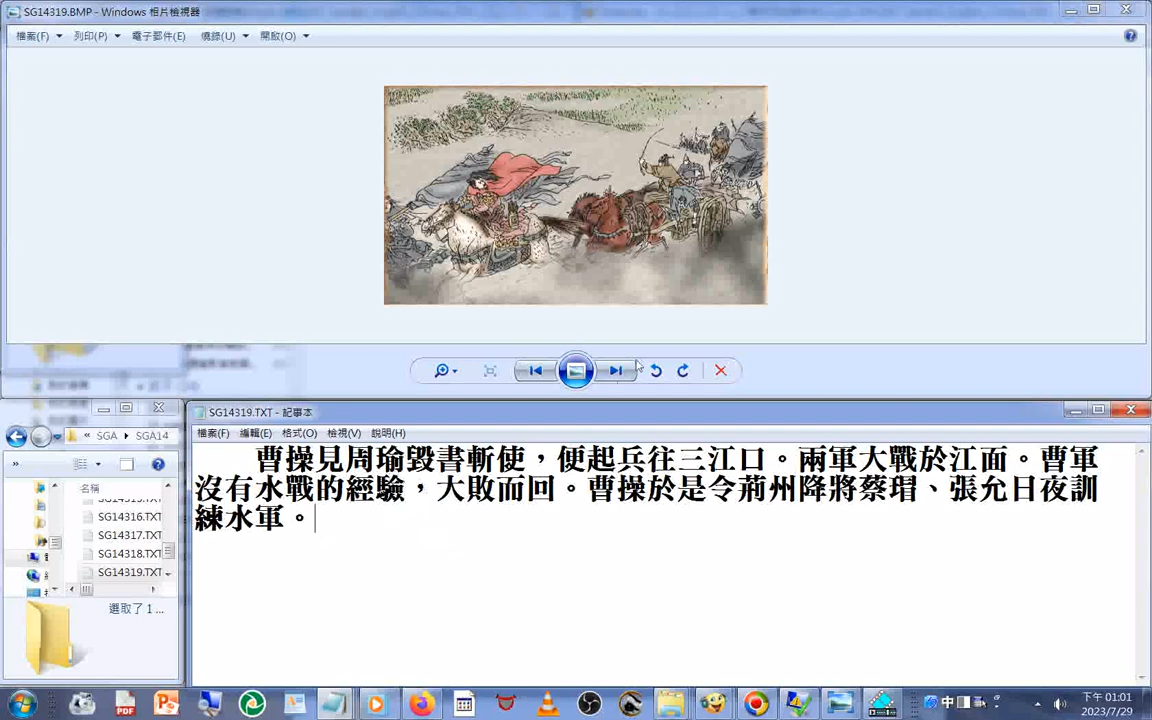 SG14319.BMP - Windows 相片檢視器
檔案(F) 列印(P) 電子郵件(E) 燒錄(U) 開啟(O)
SG14319.TXT - 記事本
檔案(F) 編輯(E) 格式(O) 檢視(V) 說明(H)
曹操見周瑜毀書斬使，便起兵往三江口。兩軍大戰於江面。曹軍
沒有水戰的經驗，大敗而回。曹操於是令荊州降將蔡瑁、張允日夜訓
練水軍。
« SGA ▸ SGA14
»
名稱
SG14315.TXT
SG14316.TXT
SG14317.TXT
SG14318.TXT
SG14319.TXT
選取了 1 ...
PDF
中
下午 01:01
2023/7/29